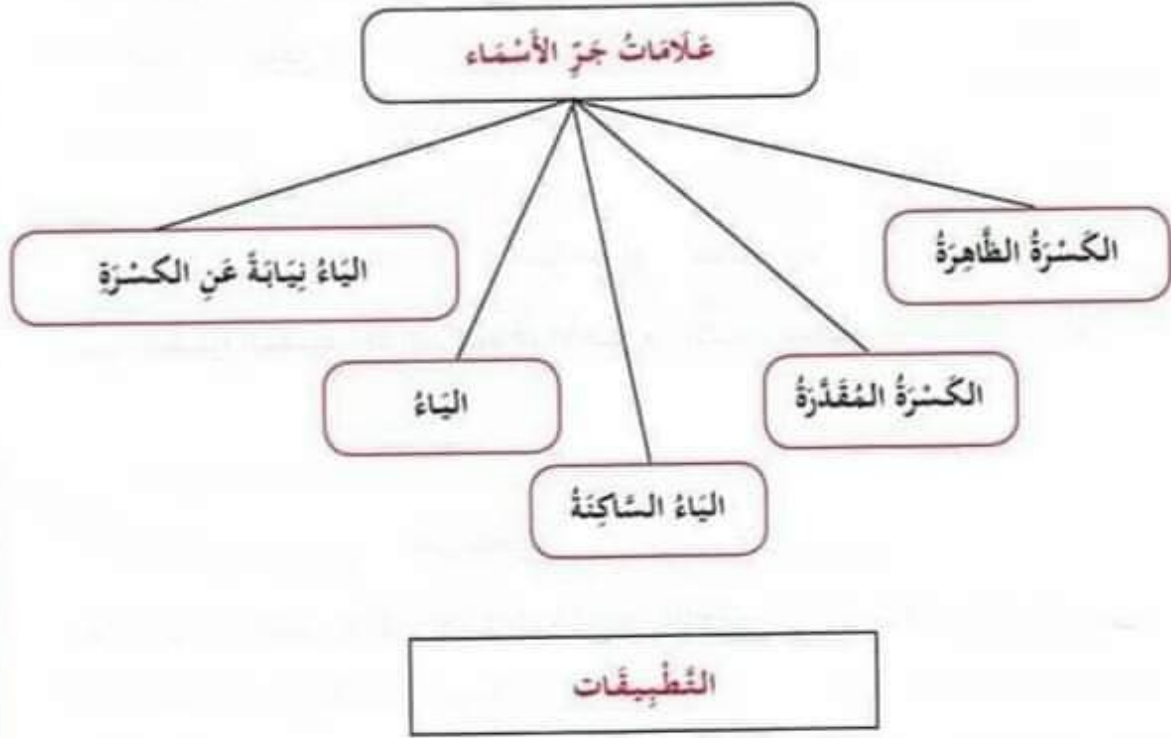 عَلَامَاتُ جَرِّ الأَسْمَاء
الكَسْرَةُ الظَّاهِرَةُ
اليَاءُ نِيَابَةً عَنِ الكَسْرَةِ
الكَسْرَةُ المُقَدَّرَةُ
اليَاءُ
اليَاءُ السَّاكِنَةُ
التَّطْبِيقَات